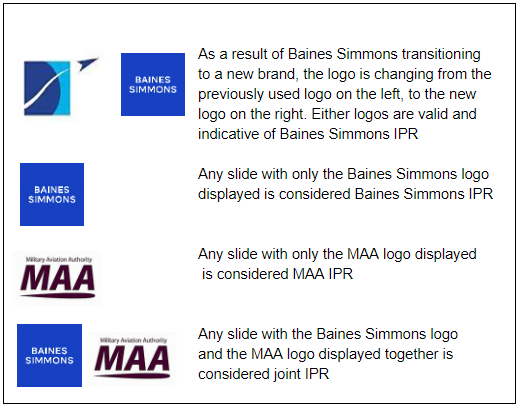 As a result of Baines Simmons transitioning
to a new brand, the logo is changing from the
previously used logo on the left, to the new
logo on the right. Either logos are valid and
indicative of Baines Simmons IPR
BAINES
SIMMONS
Any slide with only the Baines Simmons logo
displayed is considered Baines Simmons IPR
BAINES
SIMMONS
Any slide with only the MAA logo displayed
is considered MAA IPR
Military Aviation Authority
MAA
Any slide with the Baines Simmons logo
and the MAA logo displayed together is
considered joint IPR
BAINES
SIMMONS
Military Aviation Authority
MAA